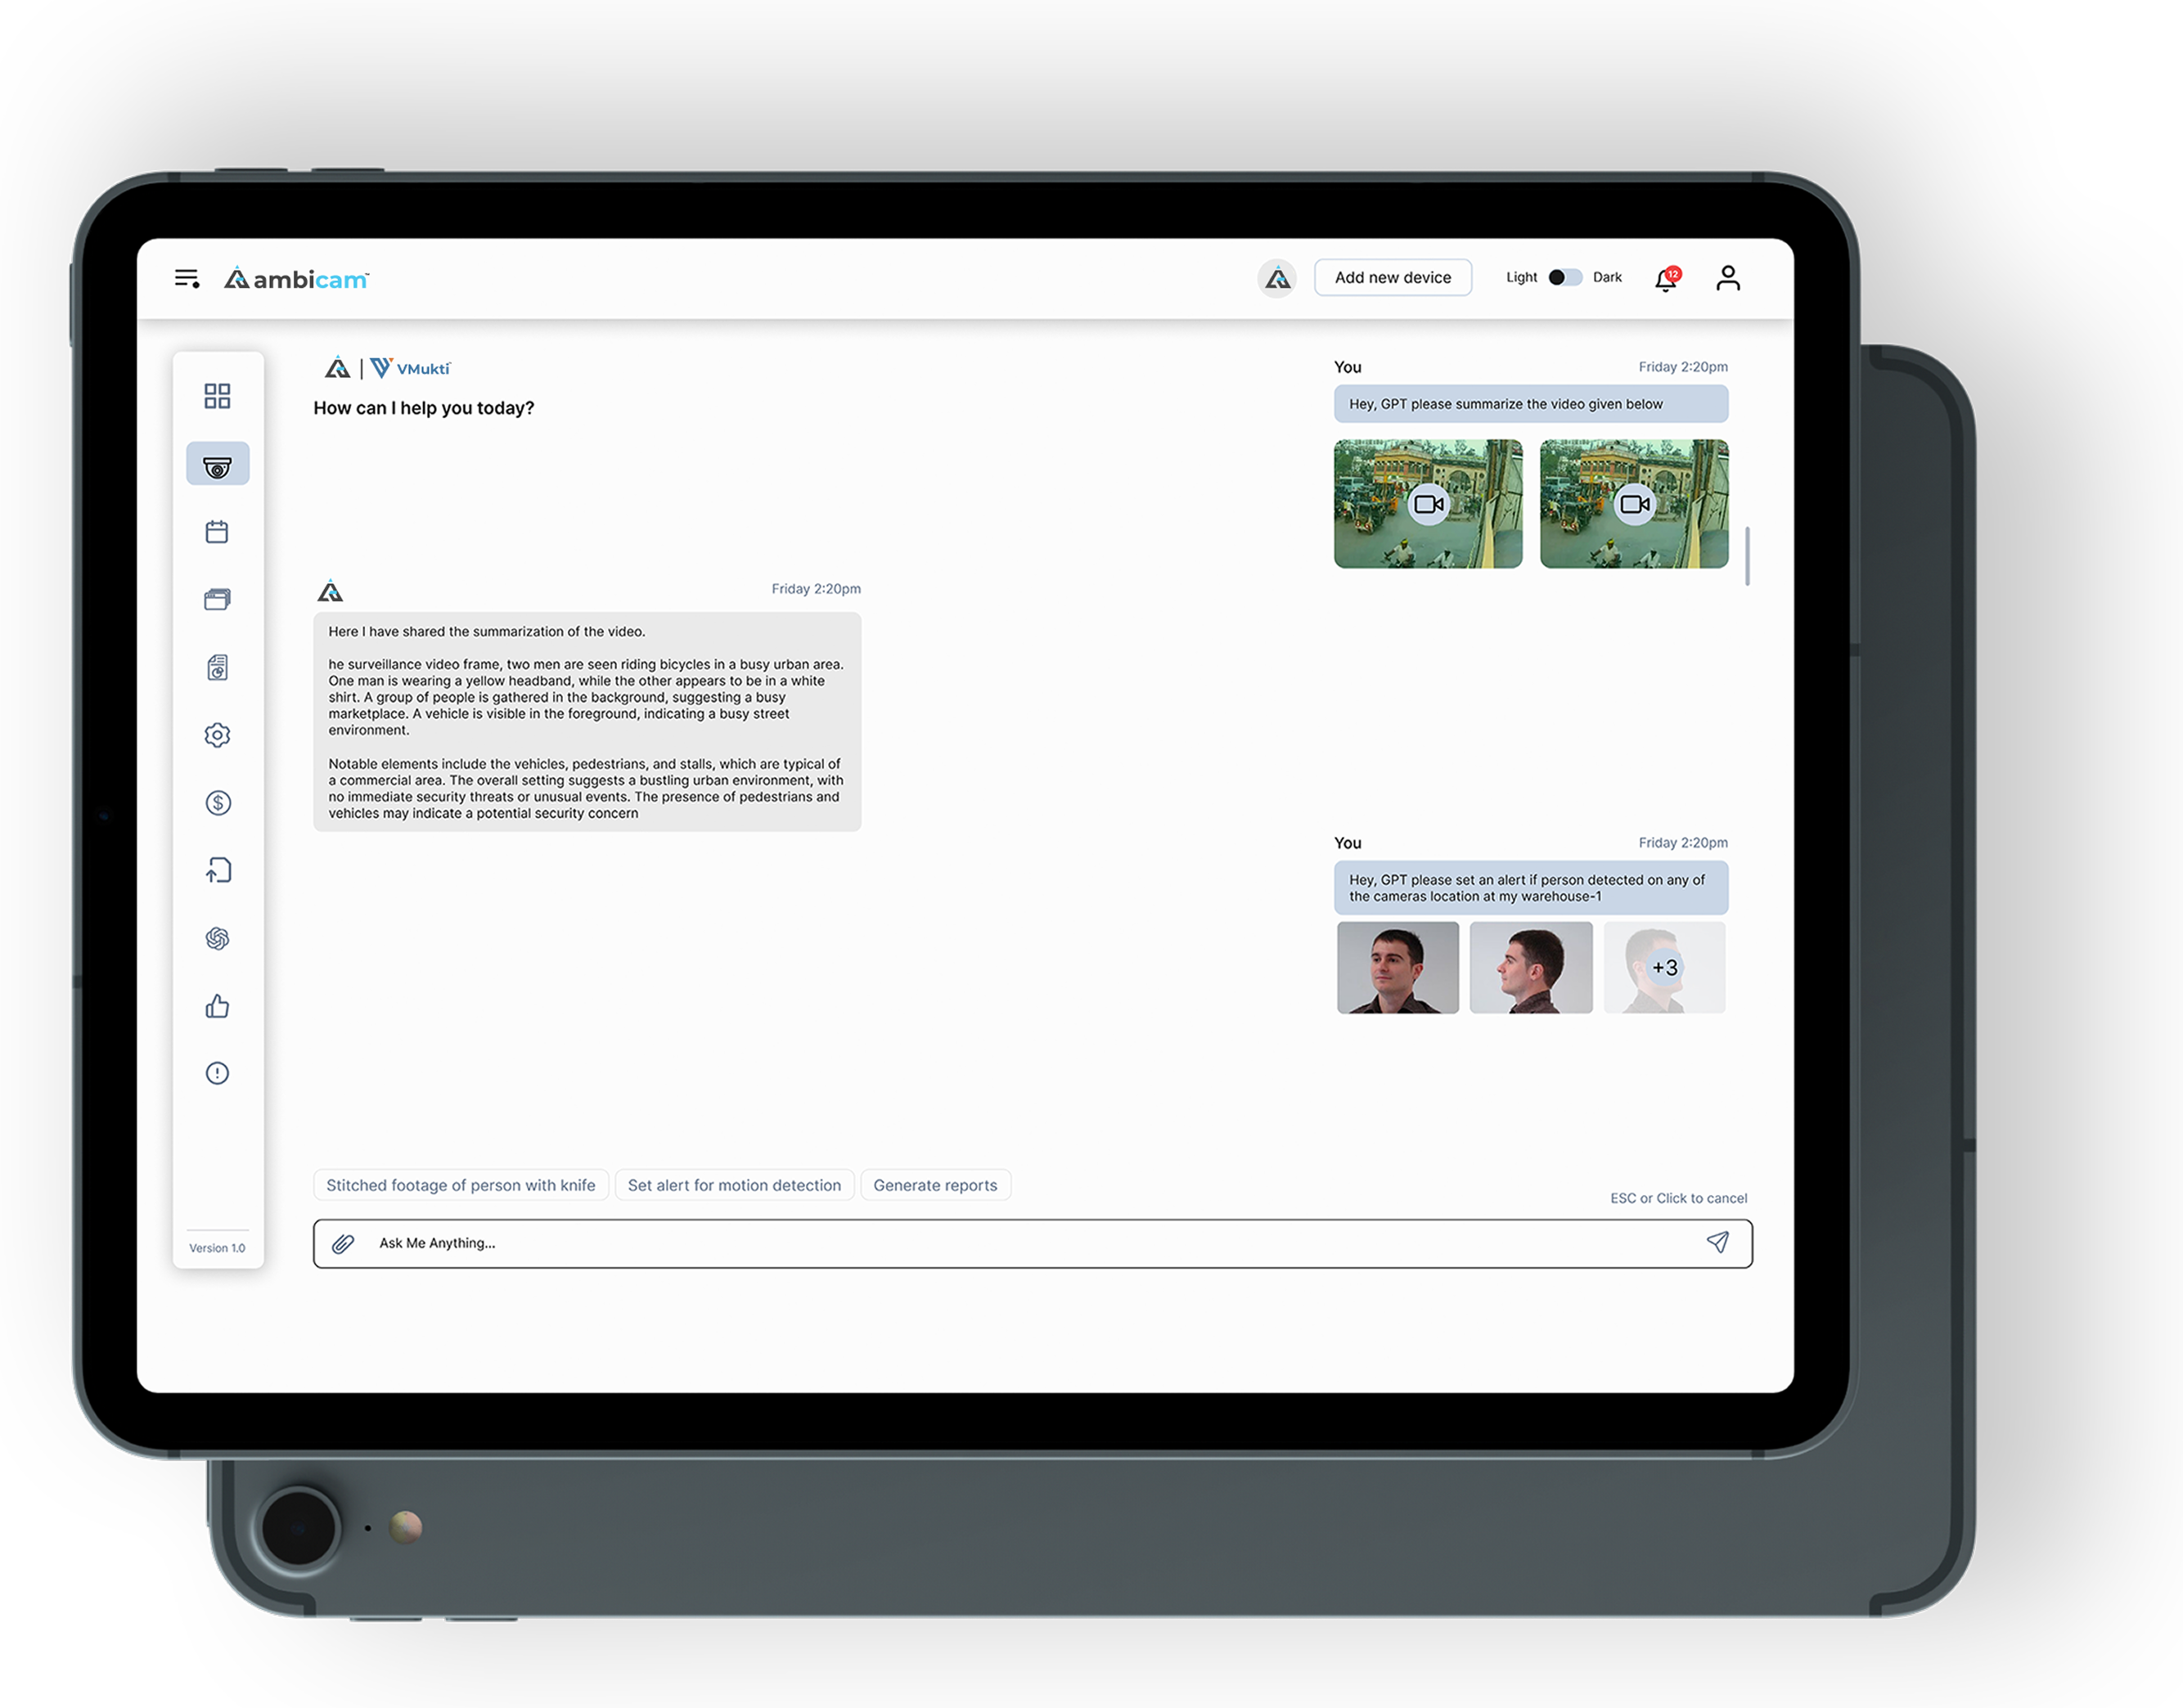 ambicam™
Add new device
Light
Dark
12
VMukti™
How can I help you today?
You
Friday 2:20pm
Hey, GPT please summarize the video given below
Friday 2:20pm
Here I have shared the summarization of the video.
he surveillance video frame, two men are seen riding bicycles in a busy urban area.
One man is wearing a yellow headband, while the other appears to be in a white
shirt. A group of people is gathered in the background, suggesting a busy
marketplace. A vehicle is visible in the foreground, indicating a busy street
environment.
Notable elements include the vehicles, pedestrians, and stalls, which are typical of
a commercial area. The overall setting suggests a bustling urban environment, with
no immediate security threats or unusual events. The presence of pedestrians and
vehicles may indicate a potential security concern
You
Friday 2:20pm
Hey, GPT please set an alert if person detected on any of
the cameras location at my warehouse-1
+3
Stitched footage of person with knife
Set alert for motion detection
Generate reports
ESC or Click to cancel
Ask Me Anything...
Version 1.0